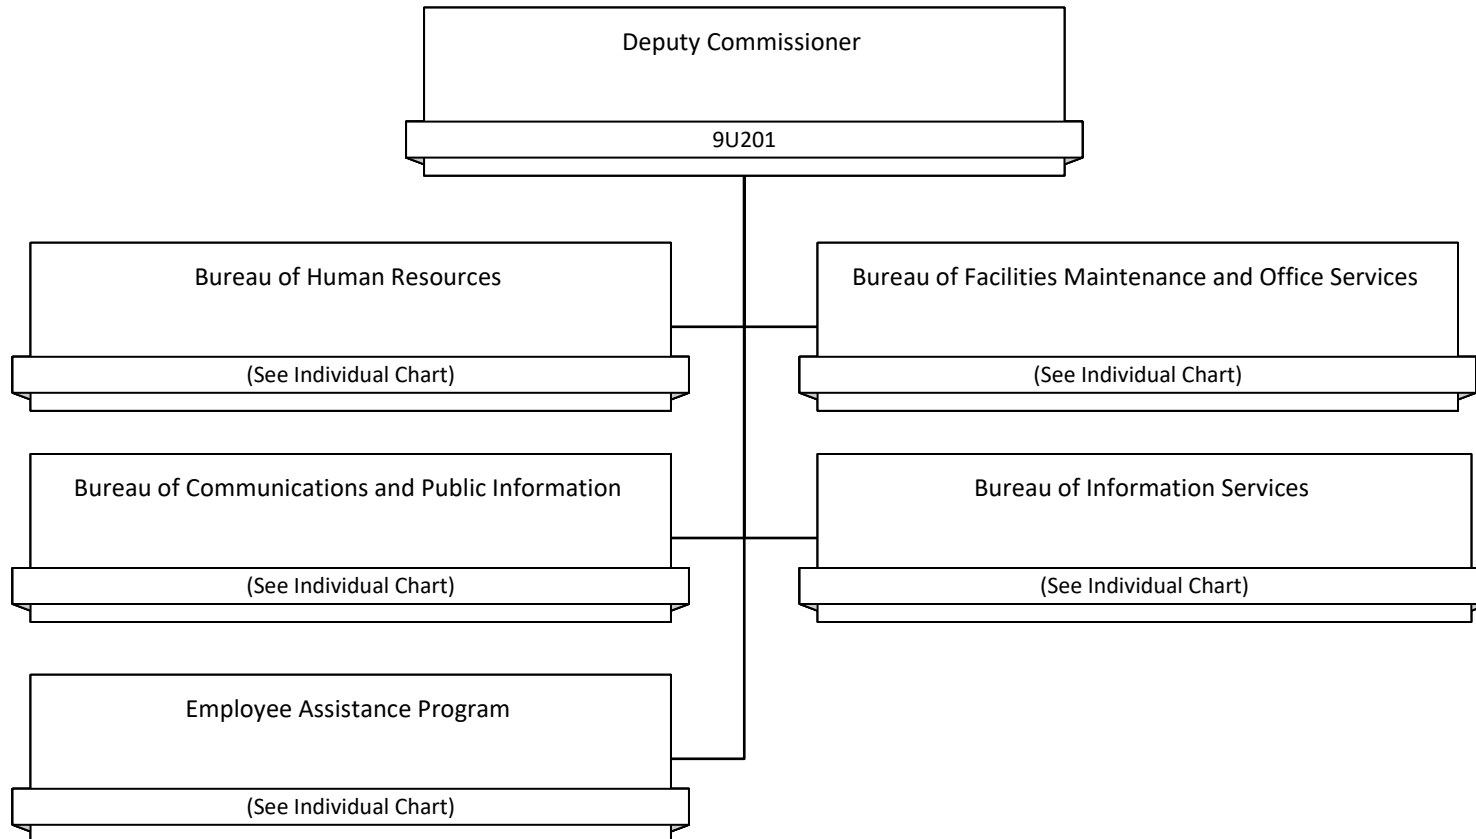 Deputy Commissioner
9U201
Bureau of Human Resources
(See Individual Chart)
Bureau of Facilities Maintenance and Office Services
(See Individual Chart)
Bureau of Communications and Public Information
(See Individual Chart)
Bureau of Information Services
(See Individual Chart)
Employee Assistance Program
(See Individual Chart)